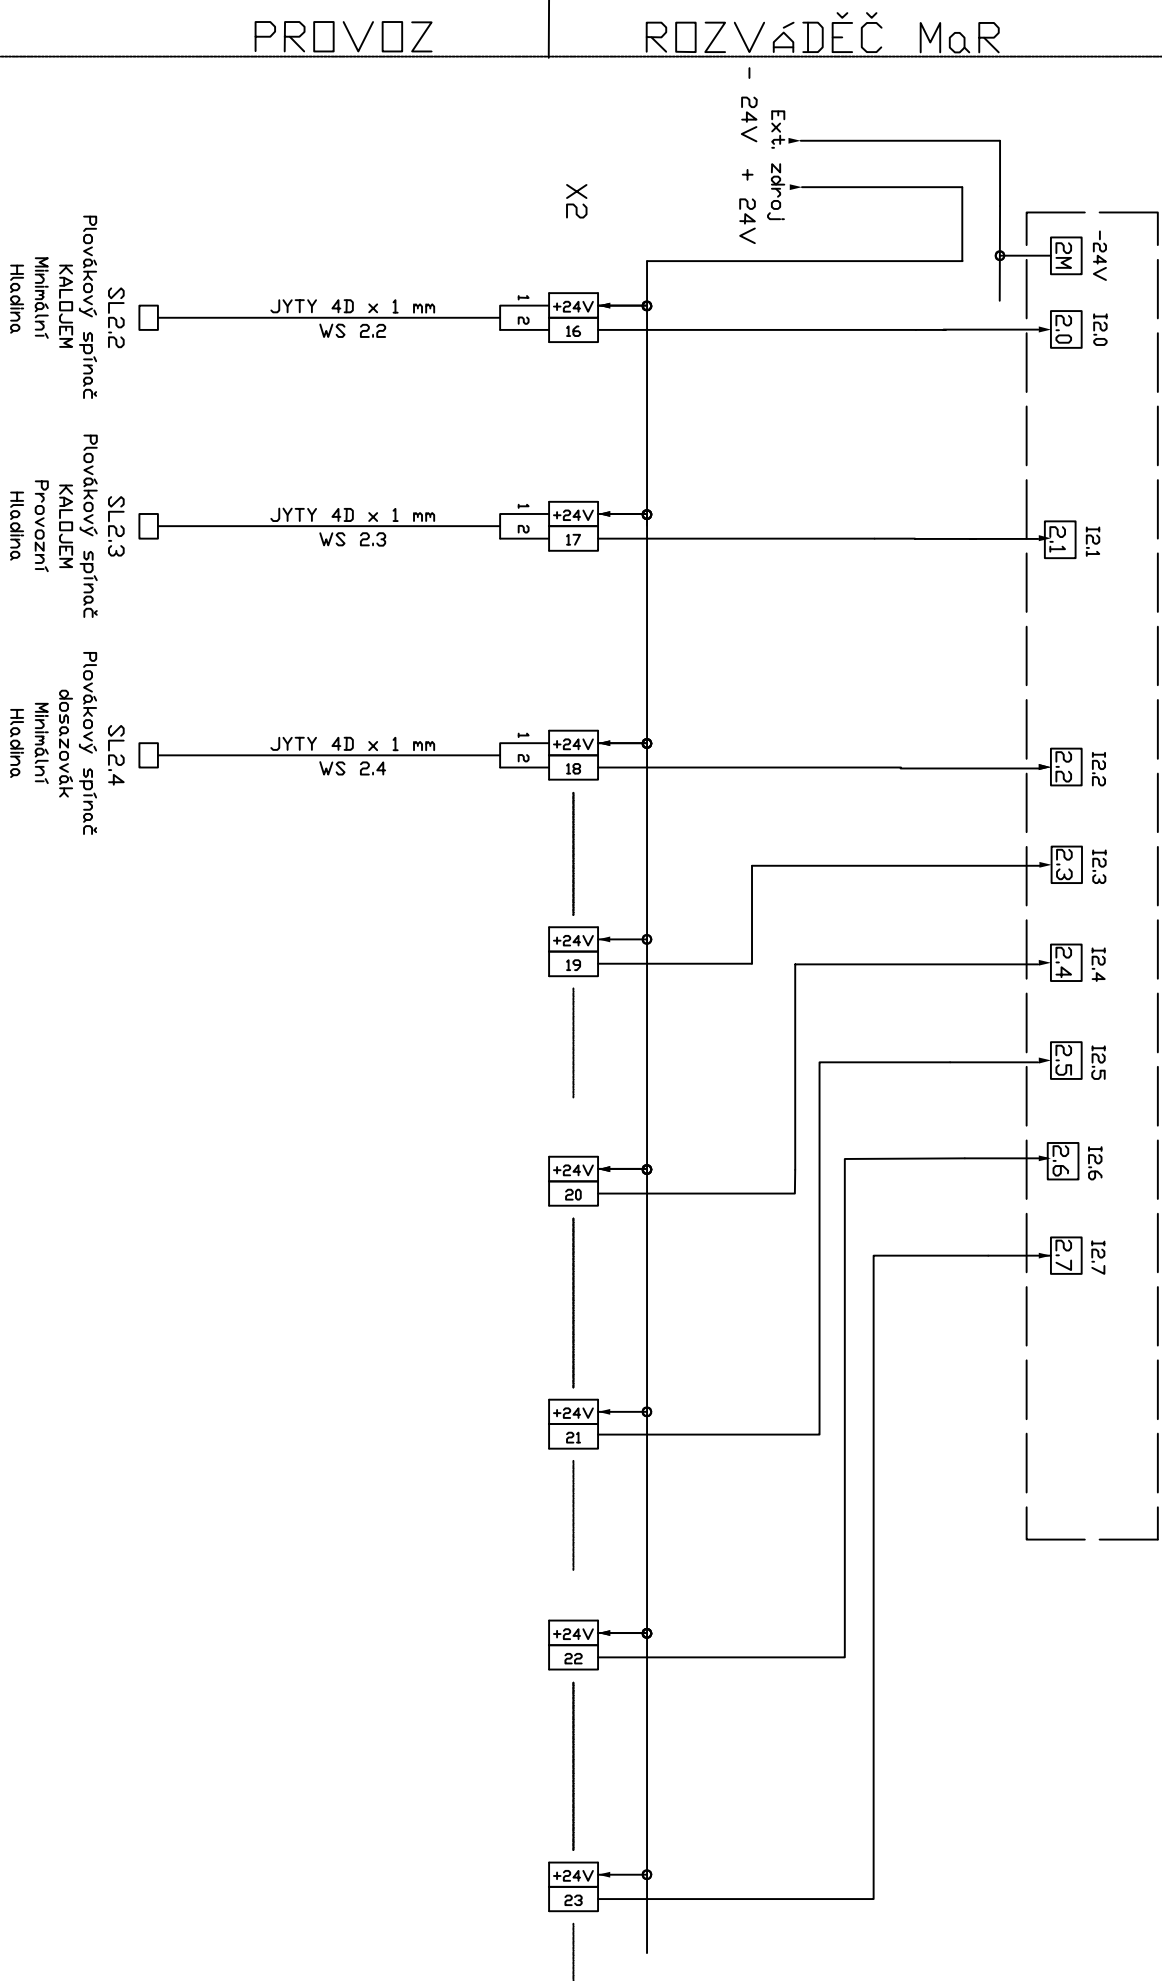 PROVOZ
ROZVÁDĚČ MaR
Ext. zdroj
- 24V + 24V
X2
-24V
2M
I2.0
2.0
I2.1
2.1
I2.2
2.2
I2.3
2.3
I2.4
2.4
I2.5
2.5
I2.6
2.6
I2.7
2.7
SL2.2
Plovákový spínač
KALOJEM
Minimální
Hladina
JYTY 4D x 1 mm
WS 2.2
1
2
+24V
16
SL2.3
Plovákový spínač
KALOJEM
Provozní
Hladina
JYTY 4D x 1 mm
WS 2.3
1
2
+24V
17
SL2.4
Plovákový spínač
dosazovák
Minimální
Hladina
JYTY 4D x 1 mm
WS 2.4
1
2
+24V
18
+24V
19
+24V
20
+24V
21
+24V
22
+24V
23